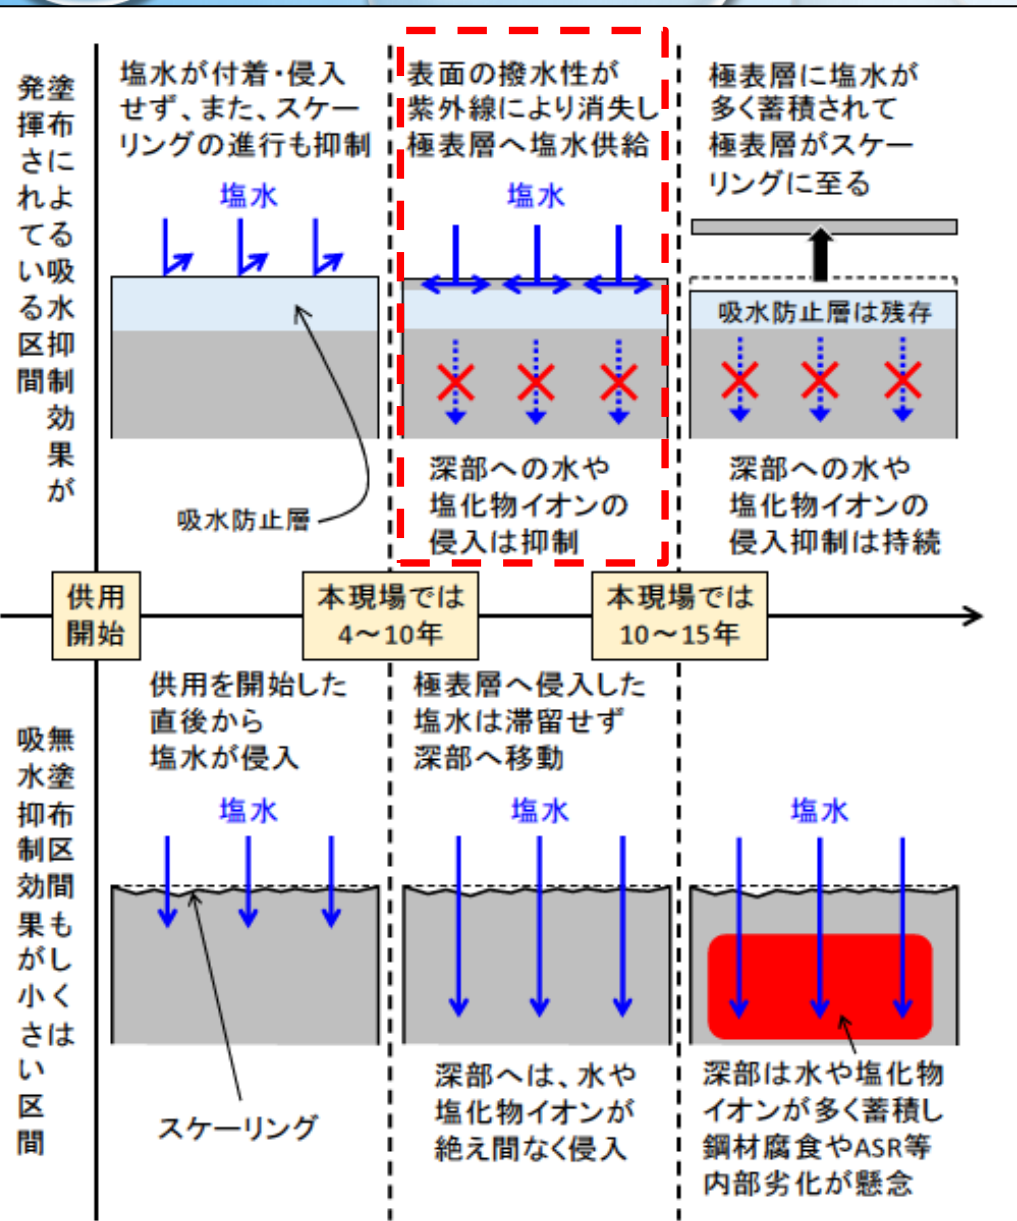 塗布による吸水抑制効果が
発揮されている区間
塩水が付着・侵入
せず、また、スケー
リングの進行も抑制
塩水
吸水防止層
表面の撥水性が
紫外線により消失し
極表層へ塩水供給
塩水
深部への水や
塩化物イオンの
侵入は抑制
極表層に塩水が
多く蓄積されて
極表層がスケー
リングに至る
吸水防止層は残存
深部への水や
塩化物イオンの
侵入抑制は持続
供用
開始
本現場では
4～10年
本現場では
10～15年
無塗布区間もしくは
吸水抑制効果が小さい区間
供用を開始した
直後から
塩水が侵入
塩水
スケーリング
極表層へ侵入した
塩水は滞留せず
深部へ移動
塩水
深部へは、水や
塩化物イオンが
絶え間なく侵入
塩水
深部は水や塩化物
イオンが多く蓄積し
鋼材腐食やASR等
内部劣化が懸念